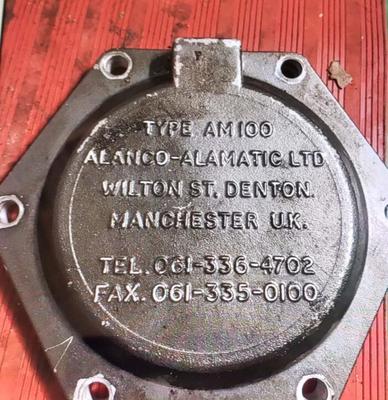 TYPE AM100
ALANCO-ALAMATIC LTD
WILTON ST. DENTON.
MANCHESTER U.K.
TEL. 061-336-4702
FAX. 061-335-0100